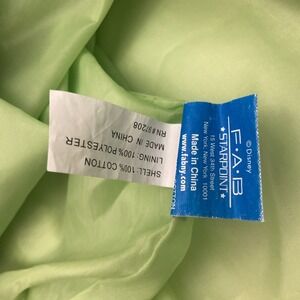 © Disney
F.A.B
★ STARPOINT ★
15 West 34th Street
New York, New York 10001
Made in China
www.fabny.com
SHELL: 100% COTTON
LINING: 100% POLYESTER
MADE IN CHINA
RN #97208